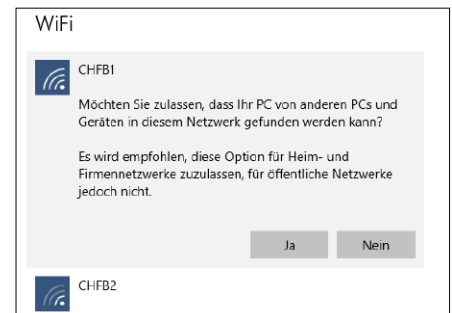 WiFi
CHFB1
Möchten Sie zulassen, dass Ihr PC von anderen PCs und
Geräten in diesem Netzwerk gefunden werden kann?
Es wird empfohlen, diese Option für Heim- und
Firmennetzwerke zuzulassen, für öffentliche Netzwerke
jedoch nicht.
Ja Nein
CHFB2